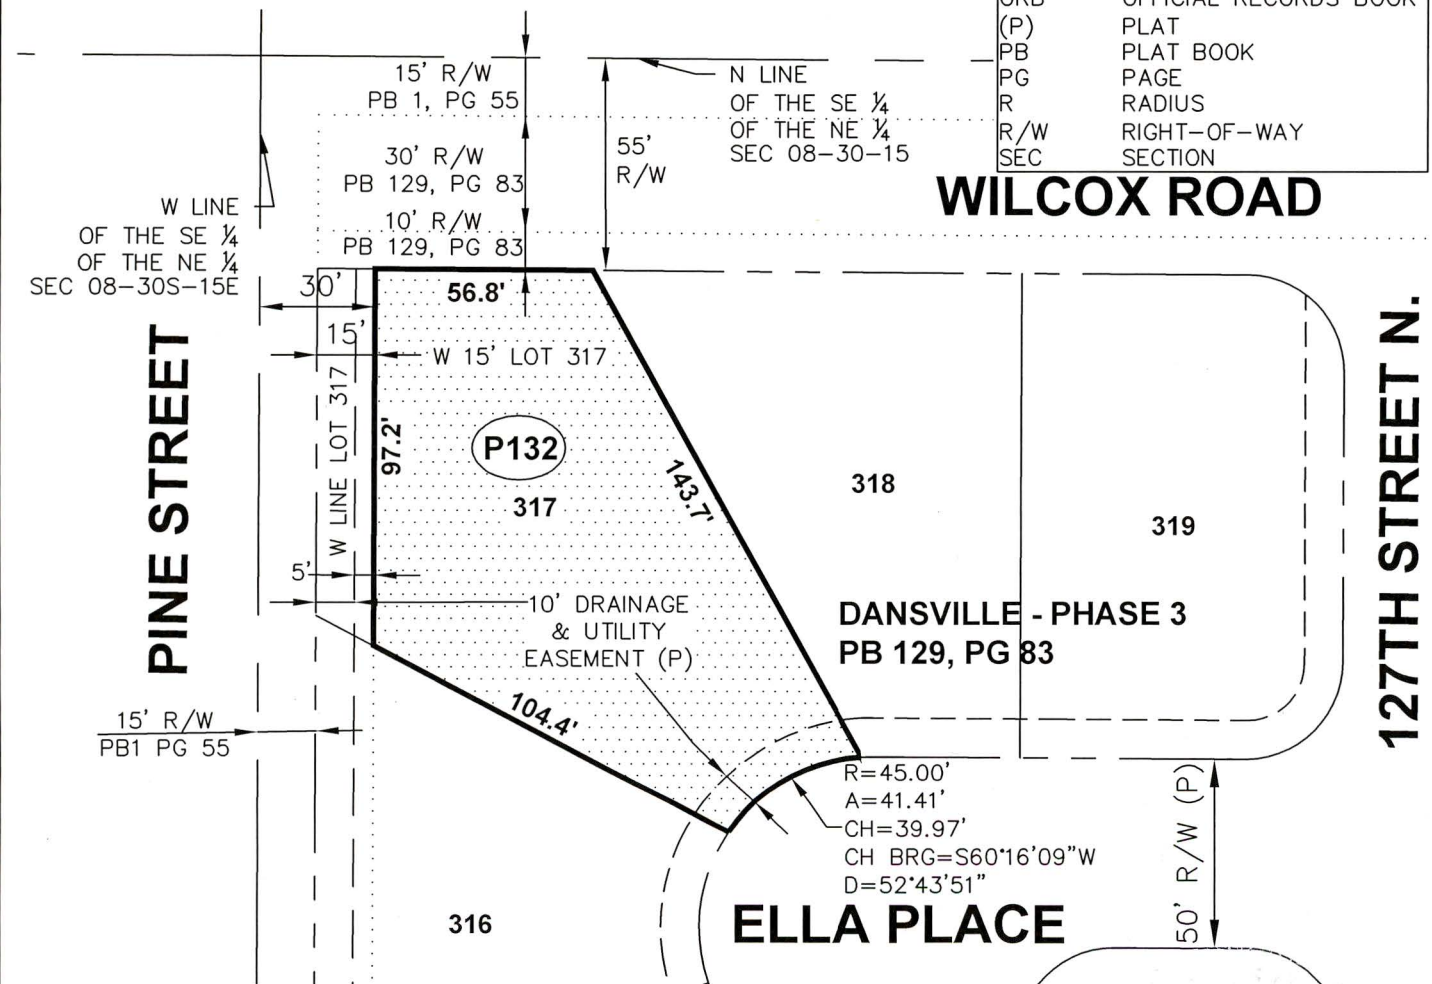 ORB OFFICIAL RECORDS BOOK
(P) PLAT
PB PLAT BOOK
PG PAGE
R RADIUS
R/W RIGHT-OF-WAY
SEC SECTION
15' R/W
PB 1, PG 55
N LINE
OF THE SE ¼
OF THE NE ¼
SEC 08-30-15
30' R/W
PB 129, PG 83
55'
R/W
WILCOX ROAD
10' R/W
PB 129, PG 83
W LINE
OF THE SE ¼
OF THE NE ¼
SEC 08-30S-15E
30'
56.8'
15'
W 15' LOT 317
W LINE LOT 317
97.2'
P132
317
143.7'
318
319
PINE STREET
127TH STREET N.
5'
10' DRAINAGE
& UTILITY
EASEMENT (P)
DANSVILLE - PHASE 3
PB 129, PG 83
104.4'
15' R/W
PB1 PG 55
R=45.00'
A=41.41'
CH=39.97'
CH BRG=S60°16'09"W
D=52°43'51"
50' R/W (P)
316
ELLA PLACE